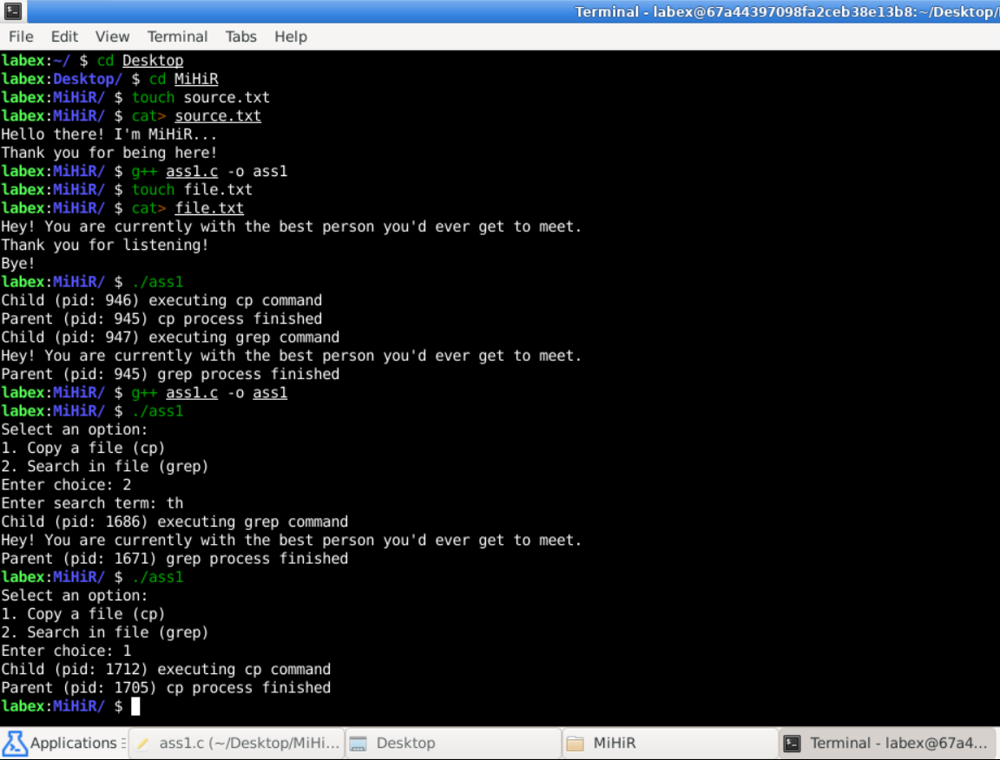 Terminal - labex@67a44397098fa2ceb38e13b8:~/Desktop/
File Edit View Terminal Tabs Help
labex:~/ $ cd Desktop
labex:Desktop/ $ cd MiHiR
labex:MiHiR/ $ touch source.txt
labex:MiHiR/ $ cat> source.txt
Hello there! I'm MiHiR...
Thank you for being here!
labex:MiHiR/ $ g++ ass1.c -o ass1
labex:MiHiR/ $ touch file.txt
labex:MiHiR/ $ cat> file.txt
Hey! You are currently with the best person you'd ever get to meet.
Thank you for listening!
Bye!
labex:MiHiR/ $ ./ass1
Child (pid: 946) executing cp command
Parent (pid: 945) cp process finished
Child (pid: 947) executing grep command
Hey! You are currently with the best person you'd ever get to meet.
Parent (pid: 945) grep process finished
labex:MiHiR/ $ g++ ass1.c -o ass1
labex:MiHiR/ $ ./ass1
Select an option:
1. Copy a file (cp)
2. Search in file (grep)
Enter choice: 2
Enter search term: th
Child (pid: 1686) executing grep command
Hey! You are currently with the best person you'd ever get to meet.
Parent (pid: 1671) grep process finished
labex:MiHiR/ $ ./ass1
Select an option:
1. Copy a file (cp)
2. Search in file (grep)
Enter choice: 1
Child (pid: 1712) executing cp command
Parent (pid: 1705) cp process finished
labex:MiHiR/ $
Applications ass1.c (~/Desktop/MiHi... Desktop MiHiR Terminal - labex@67a4...